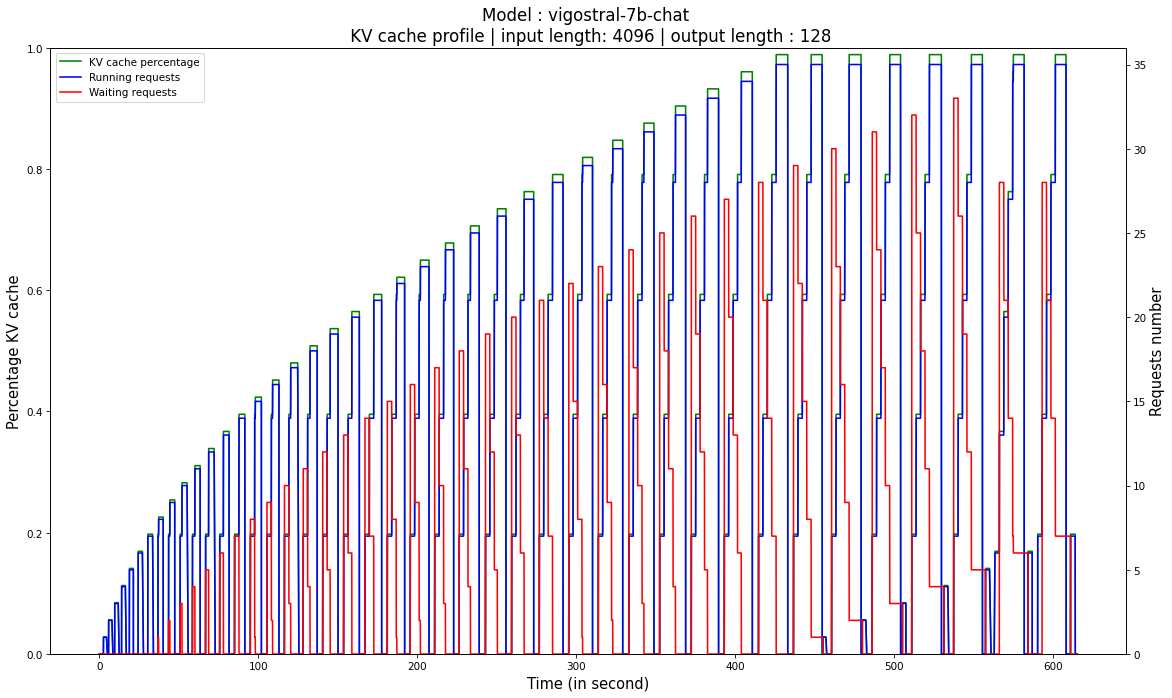 Model : vigostral-7b-chat
KV cache profile | input length: 4096 | output length : 128
KV cache percentage
Running requests
Waiting requests
Percentage KV cache
1.0
0.8
0.6
0.4
0.2
0.0
35
30
25
20
15
10
5
0
Requests number
0 100 200 300 400 500 600
Time (in second)